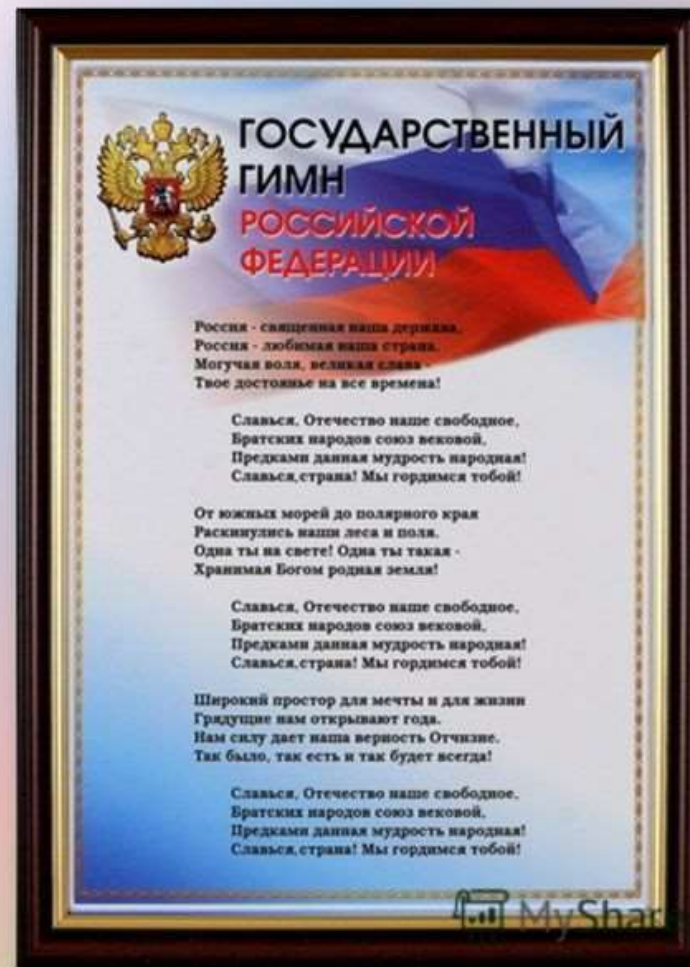 ГОСУДАРСТВЕННЫЙ
ГИМН
РОССИЙСКОЙ
ФЕДЕРАЦИИ
Россия - священная наша держава,
Россия - любимая наша страна.
Могучая воля, великая слава -
Твое достоянье на все времена!
Славься, Отечество наше свободное,
Братских народов союз вековой,
Предками данная мудрость народная!
Славься,страна! Мы гордимся тобой!
От южных морей до полярного края
Раскинулись наши леса и поля.
Одна ты на свете! Одна ты такая -
Хранимая Богом родная земля!
Славься, Отечество наше свободное,
Братских народов союз вековой,
Предками данная мудрость народная!
Славься,страна! Мы гордимся тобой!
Широкий простор для мечты и для жизни
Грядущие нам открывают года.
Нам силу дает наша верность Отчизне.
Так было, так есть и так будет всегда!
Славься, Отечество наше свободное,
Братских народов союз вековой,
Предками данная мудрость народная!
Славься,страна! Мы гордимся тобой!
MyShare